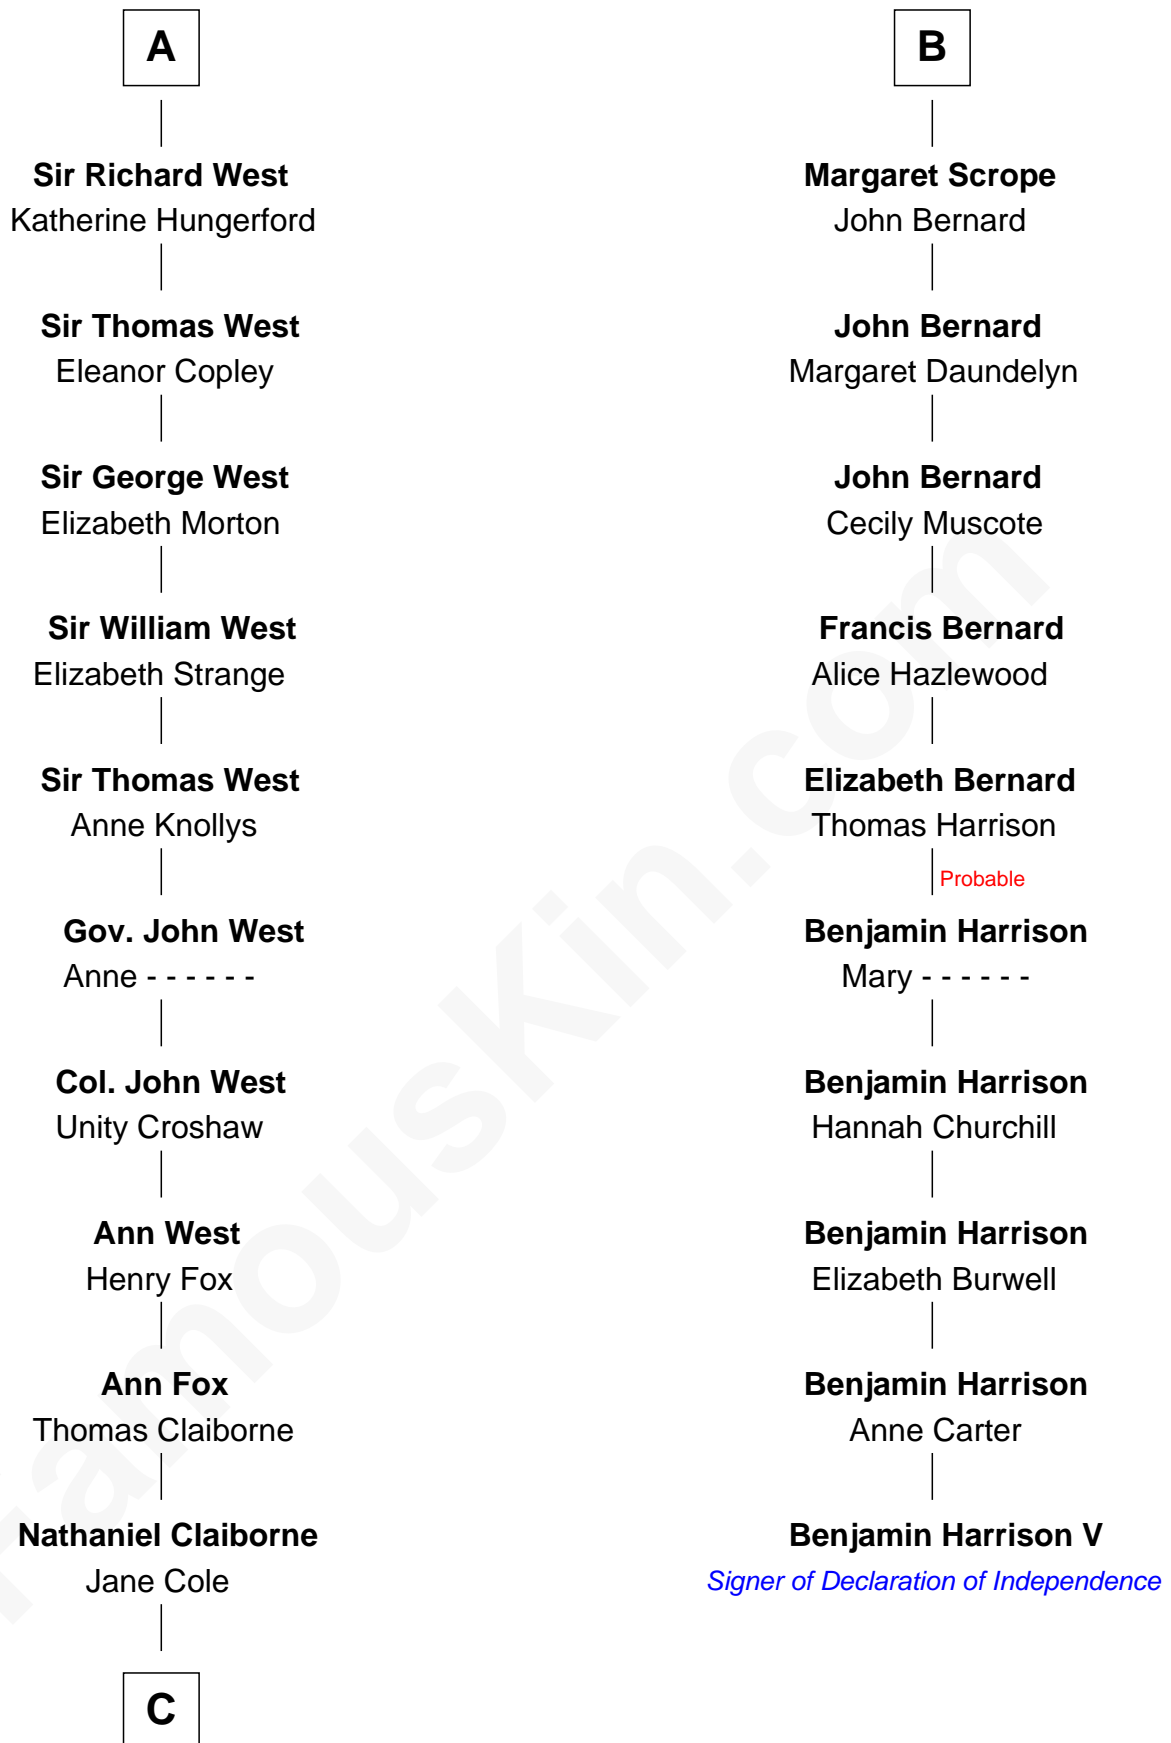 A
Sir Richard West
Katherine Hungerford
Sir Thomas West
Eleanor Copley
Sir George West
Elizabeth Morton
Sir William West
Elizabeth Strange
Sir Thomas West
Anne Knollys
Gov. John West
Anne - - - - - -
Col. John West
Unity Croshaw
Ann West
Henry Fox
Ann Fox
Thomas Claiborne
Nathaniel Claiborne
Jane Cole
C
B
Margaret Scrope
John Bernard
John Bernard
Margaret Daundelyn
John Bernard
Cecily Muscote
Francis Bernard
Alice Hazlewood
Elizabeth Bernard
Thomas Harrison
Probable
Benjamin Harrison
Mary - - - - - -
Benjamin Harrison
Hannah Churchill
Benjamin Harrison
Elizabeth Burwell
Benjamin Harrison
Anne Carter
Benjamin Harrison V
Signer of Declaration of Independence
FamousKin.com